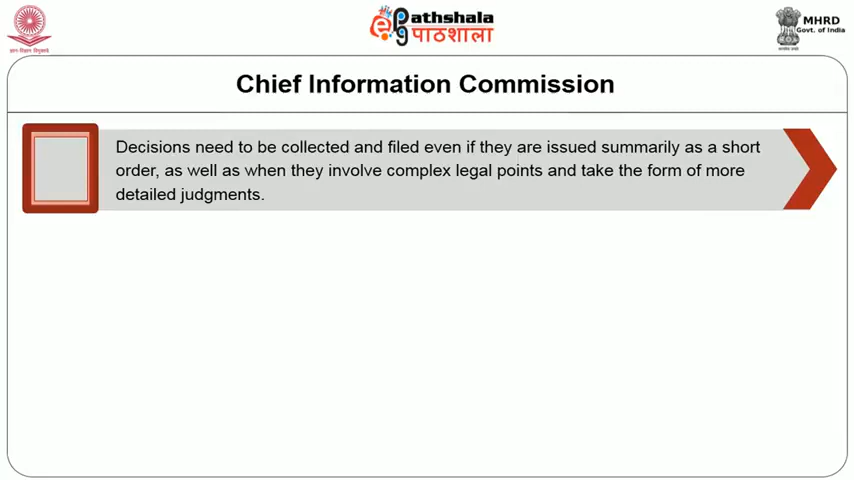 ePathshala
पाठशाला
MHRD
Govt. of India
Chief Information Commission
Decisions need to be collected and filed even if they are issued summarily as a short
order, as well as when they involve complex legal points and take the form of more
detailed judgments.